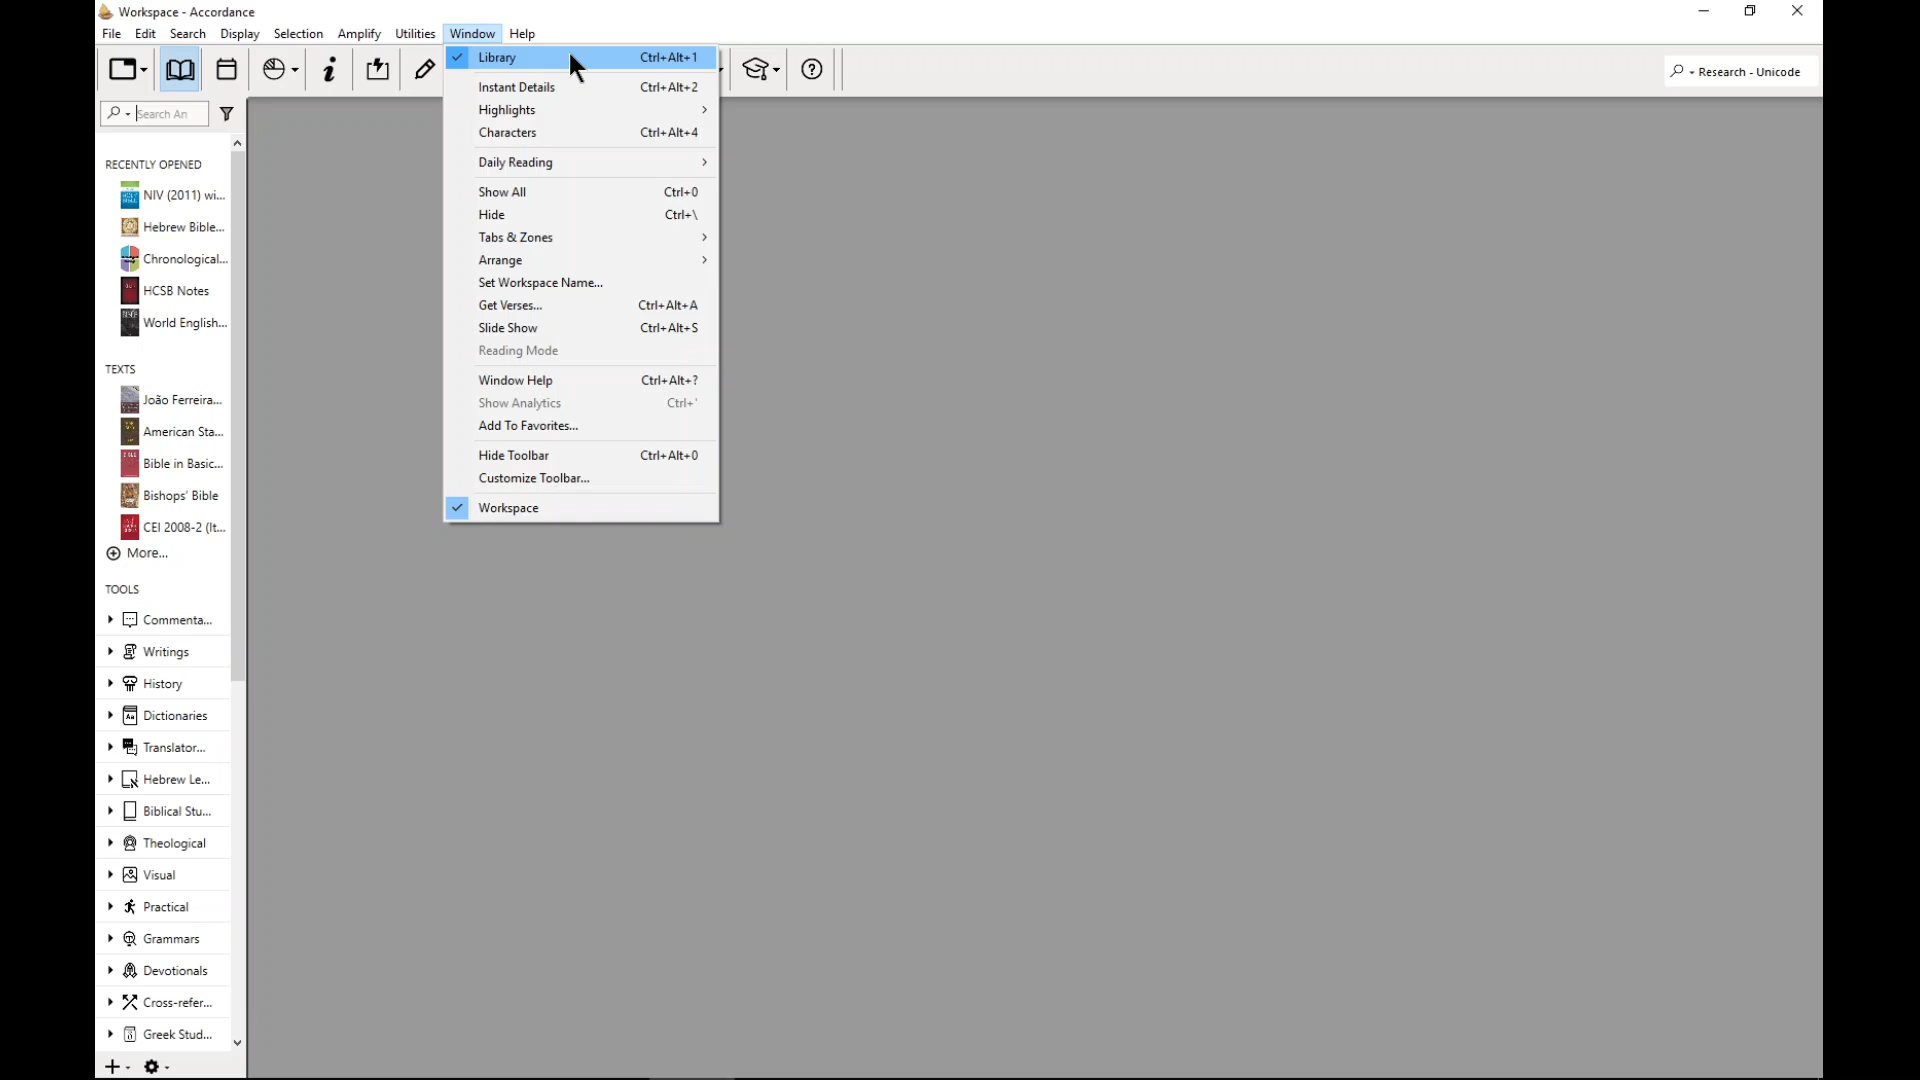 Workspace - Accordance
File Edit Search Display Selection Amplify Utilities Window Help
Research - Unicode
Search An
RECENTLY OPENED
NIV (2011) wi...
Hebrew Bible...
Chronological...
HCSB Notes
World English...
TEXTS
João Ferreira...
American Sta...
Bible in Basic...
Bishops' Bible
CEI 2008-2 (It...
More...
TOOLS
Commenta...
Writings
History
Dictionaries
Translator...
Hebrew Le...
Biblical Stu...
Theological
Visual
Practical
Grammars
Devotionals
Cross-refer...
Greek Stud...
Library Ctrl+Alt+1
Instant Details Ctrl+Alt+2
Highlights
Characters Ctrl+Alt+4
Daily Reading
Show All Ctrl+0
Hide Ctrl+\
Tabs & Zones
Arrange
Set Workspace Name...
Get Verses... Ctrl+Alt+A
Slide Show Ctrl+Alt+S
Reading Mode
Window Help Ctrl+Alt+?
Show Analytics Ctrl+'
Add To Favorites...
Hide Toolbar Ctrl+Alt+0
Customize Toolbar...
Workspace